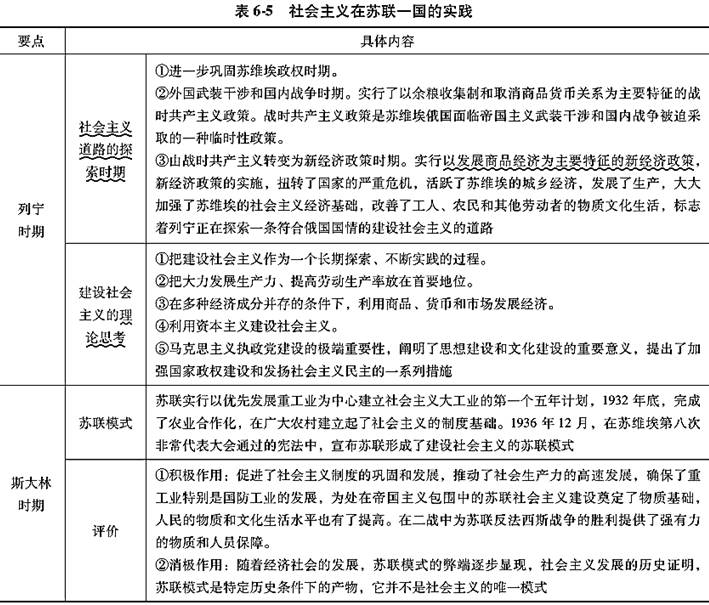 表 6-5 社会主义在苏联一国的实践
要点
具体内容
列宁
时期
社会主义
道路的探
索时期
①进一步巩固苏维埃政权时期。
②外国武装干涉和国内战争时期。实行了以余粮收集制和取消商品货币关系为主要特征的战
时共产主义政策。战时共产主义政策是苏维埃俄国面临帝国主义武装干涉和国内战争被迫采
取的一种临时性政策。
③由战时共产主义转变为新经济政策时期。实行以发展商品经济为主要特征的新经济政策,
新经济政策的实施，扭转了国家的严重危机，活跃了苏维埃的城乡经济，发展了生产，大大
加强了苏维埃的社会主义经济基础，改善了工人、农民和其他劳动者的物质文化生活，标志
着列宁正在探索一条符合俄国国情的建设社会主义的道路
建设社会
主义的理
论思考
①把建设社会主义作为一个长期探索、不断实践的过程。
②把大力发展生产力、提高劳动生产率放在首要地位。
③在多种经济成分并存的条件下，利用商品、货币和市场发展经济。
④利用资本主义建设社会主义。
⑤马克思主义执政党建设的极端重要性，阐明了思想建设和文化建设的重要意义，提出了加
强国家政权建设和发扬社会主义民主的一系列措施
斯大林
时期
苏联模式
苏联实行以优先发展重工业为中心建立社会主义大工业的第一个五年计划，1932 年底，完成
了农业合作化，在广大农村建立起了社会主义的制度基础。1936 年 12 月，在苏维埃第八次
非常代表大会通过的宪法中，宣布苏联形成了建设社会主义的苏联模式
评价
①积极作用：促进了社会主义制度的巩固和发展，推动了社会生产力的高速发展，确保了重
工业特别是国防工业的发展，为处在帝国主义包围中的苏联社会主义建设奠定了物质基础，
人民的物质和文化生活水平也有了提高。在二战中为苏联反法西斯战争的胜利提供了强有力
的物质和人员保障。
②消极作用：随着经济社会的发展，苏联模式的弊端逐步显现，社会主义发展的历史证明，
苏联模式是特定历史条件下的产物，它并不是社会主义的唯一模式